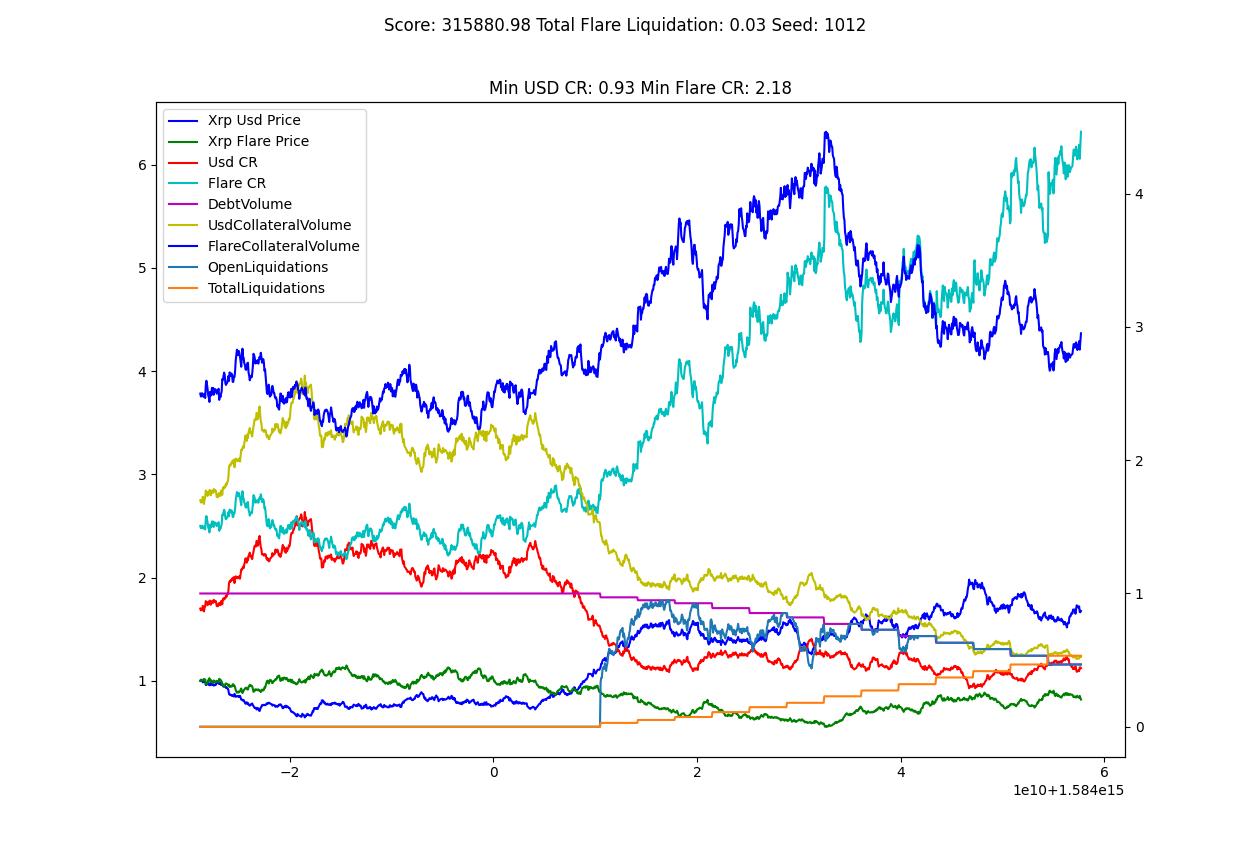 Score: 315880.98 Total Flare Liquidation: 0.03 Seed: 1012
Min USD CR: 0.93 Min Flare CR: 2.18
Xrp Usd Price
Xrp Flare Price
Usd CR
Flare CR
DebtVolume
UsdCollateralVolume
FlareCollateralVolume
OpenLiquidations
TotalLiquidations
6
5
4
3
2
1
4
3
2
1
0
−2
0
2
4
6
1e10+1.584e15